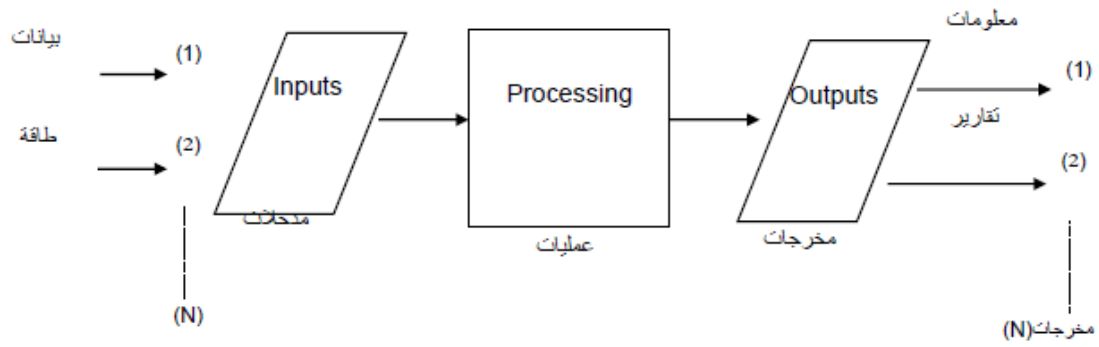 بيانات
(1)
طاقة
(2)
(N)
Inputs
مدخلات
Processing
عمليات
Outputs
مخرجات
معلومات
(1)
تقارير
(2)
مخرجات(N)